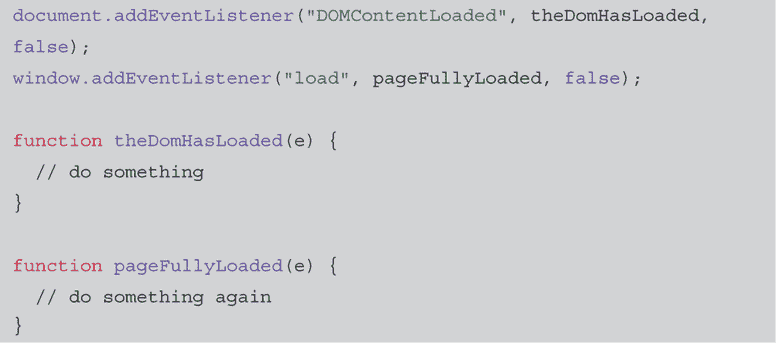 document.addEventListener("DOMContentLoaded", theDomHasLoaded,
false);
window.addEventListener("load", pageFullyLoaded, false);

function theDomHasLoaded(e) {
  // do something
}

function pageFullyLoaded(e) {
  // do something again
}